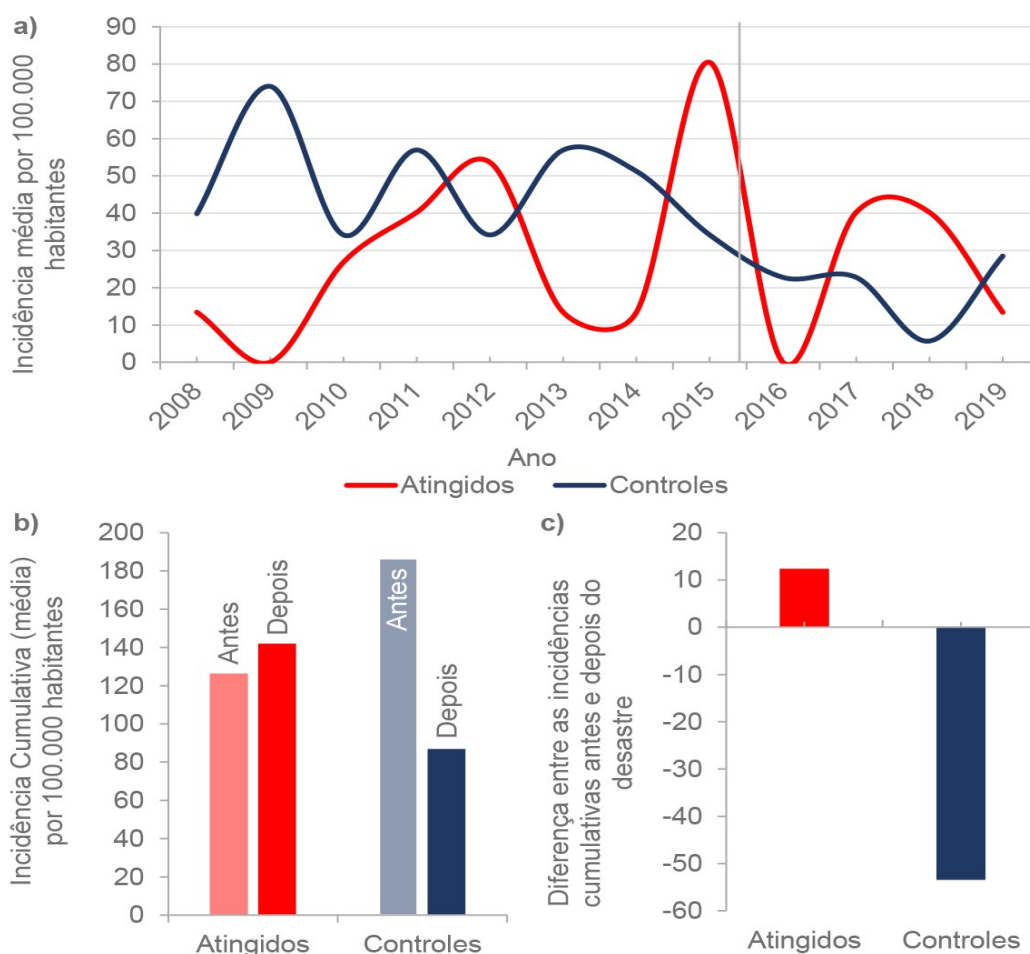 a)
Incidência média por 100.000
habitantes
90
80
70
60
50
40
30
20
10
0
2008
2009
2010
2011
2012
2013
2014
2015
2016
2017
2018
2019
Ano
Atingidos
Controles
b)
Incidência Cumulativa (média)
por 100.000 habitantes
200
180
160
140
120
100
80
60
40
20
0
Antes
Depois
Antes
Depois
Atingidos
Controles
c)
Diferença entre as incidências
cumulativas antes e depois do
desastre
20
10
0
-10
-20
-30
-40
-50
-60
Atingidos
Controles